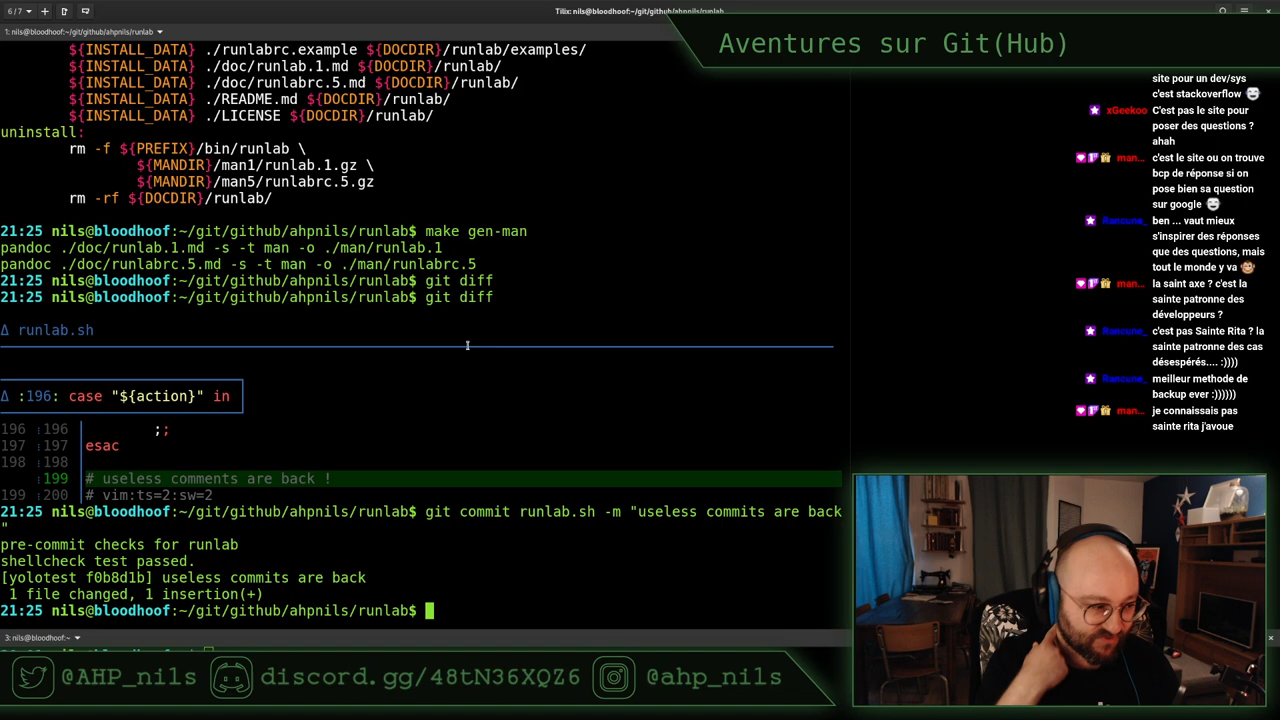 6 / 7
Tilix: nils@bloodhoof:~/git/github/ahpnils/runlab
1: nils@bloodhoof:~/git/github/ahpnils/runlab
Aventures sur Git(Hub)
${INSTALL_DATA} ./runlabrc.example ${DOCDIR}/runlab/examples/
${INSTALL_DATA} ./doc/runlab.1.md ${DOCDIR}/runlab/
${INSTALL_DATA} ./doc/runlabrc.5.md ${DOCDIR}/runlab/
${INSTALL_DATA} ./README.md ${DOCDIR}/runlab/
${INSTALL_DATA} ./LICENSE ${DOCDIR}/runlab/
uninstall:
rm -f ${PREFIX}/bin/runlab \
${MANDIR}/man1/runlab.1.gz \
${MANDIR}/man5/runlabrc.5.gz
rm -rf ${DOCDIR}/runlab/
21:25 nils@bloodhoof:~/git/github/ahpnils/runlab$ make gen-man
pandoc ./doc/runlab.1.md -s -t man -o ./man/runlab.1
pandoc ./doc/runlabrc.5.md -s -t man -o ./man/runlabrc.5
21:25 nils@bloodhoof:~/git/github/ahpnils/runlab$ git diff
21:25 nils@bloodhoof:~/git/github/ahpnils/runlab$ git diff
Δ runlab.sh
Δ :196: case "${action}" in
196 :196 ;;
197 :197 esac
198 :198
:199 # useless comments are back !
199 :200 # vim:ts=2:sw=2
21:25 nils@bloodhoof:~/git/github/ahpnils/runlab$ git commit runlab.sh -m "useless commits are back
"
pre-commit checks for runlab
shellcheck test passed.
[yolotest f0b8d1b] useless commits are back
1 file changed, 1 insertion(+)
21:25 nils@bloodhoof:~/git/github/ahpnils/runlab$
3: nils@bloodhoof:~
site pour un dev/sys
c'est stackoverflow
xGeekoo C'est pas le site pour
poser des questions ?
ahah
man... c'est le site ou on trouve
bcp de réponse si on
pose bien sa question
sur google
Rancune_ ben ... vaut mieux
s'inspirer des réponses
que des questions, mais
tout le monde y va
man... la saint axe ? c'est la
sainte patronne des
développeurs ?
Rancune_ c'est pas Sainte Rita ? la
sainte patronne des cas
désespérés.... :))))
Rancune_ meilleur methode de
backup ever :))))))
man... je connaissais pas
sainte rita j'avoue
@AHP_nils
discord.gg/48tN36XQZ6
@ahp_nils